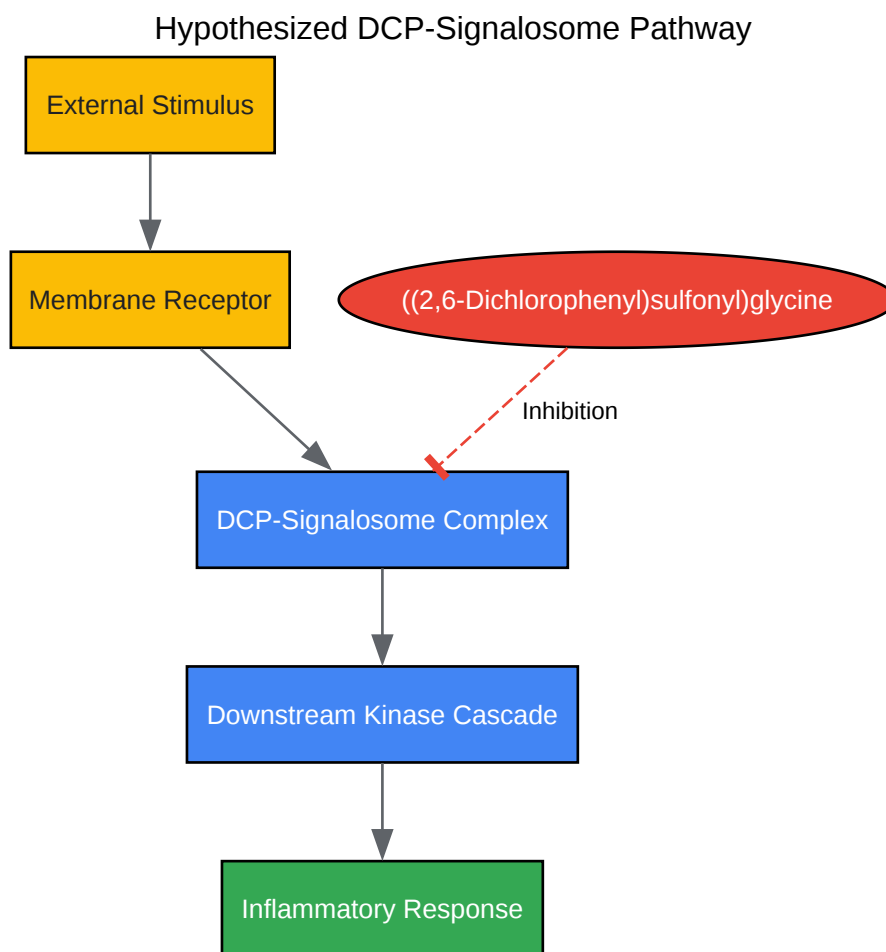 Hypothesized DCP-Signalosome Pathway
External Stimulus
Membrane Receptor
((2,6-Dichlorophenyl)sulfonyl)glycine
Inhibition
DCP-Signalosome Complex
Downstream Kinase Cascade
Inflammatory Response